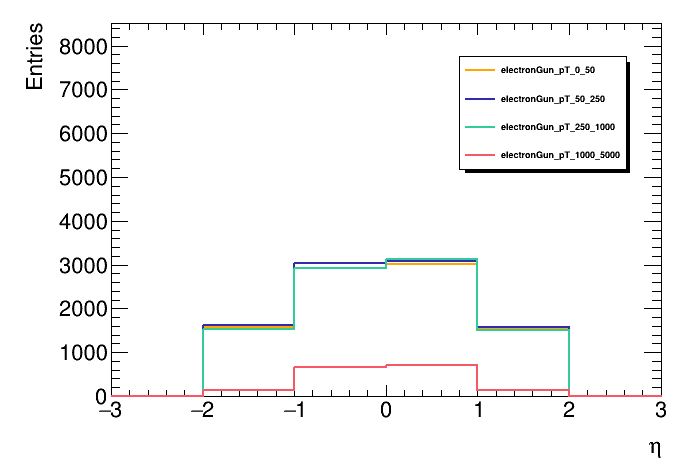 Entries
8000
7000
6000
5000
4000
3000
2000
1000
0
electronGun_pT_0_50
electronGun_pT_50_250
electronGun_pT_250_1000
electronGun_pT_1000_5000
−3 −2 −1 0 1 2 3
η